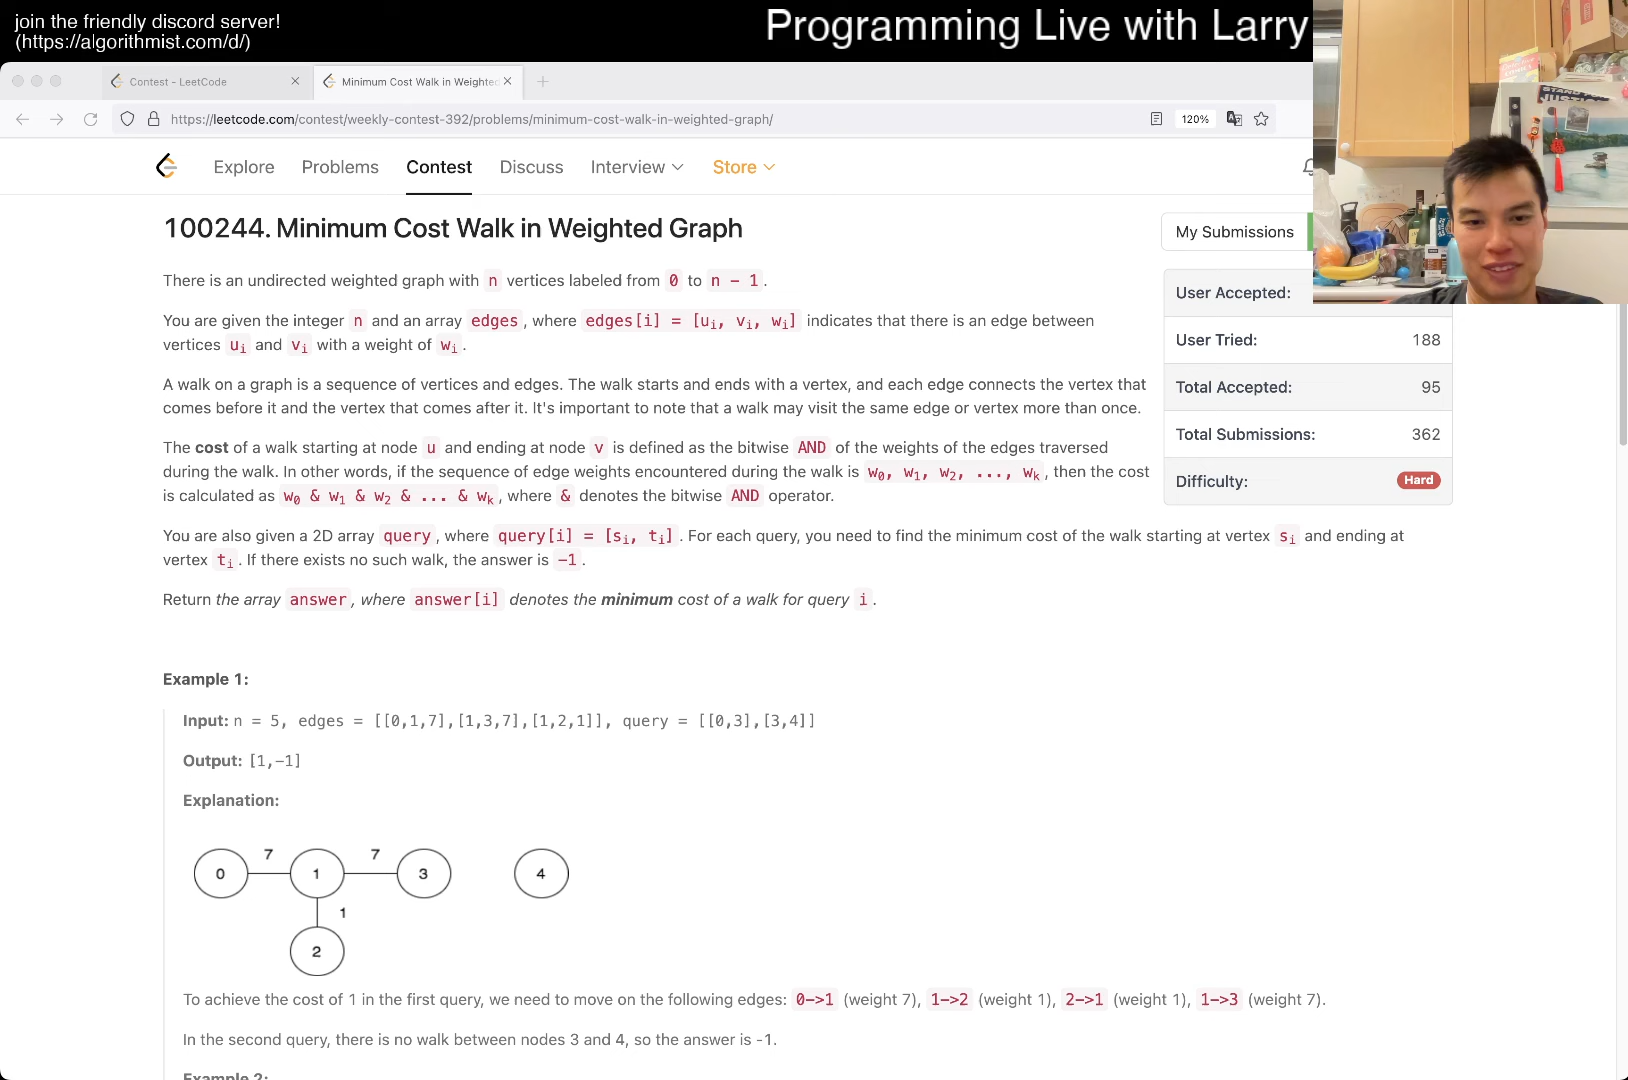 join the friendly discord server!
(https://algorithmist.com/d/)
Programming Live with Larry
Contest - LeetCode
Minimum Cost Walk in Weighted
https://leetcode.com/contest/weekly-contest-392/problems/minimum-cost-walk-in-weighted-graph/
120%
Explore Problems Contest Discuss Interview Store
100244. Minimum Cost Walk in Weighted Graph
My Submissions
There is an undirected weighted graph with n vertices labeled from 0 to n - 1.
You are given the integer n and an array edges, where edges[i] = [ui, vi, wi] indicates that there is an edge between
vertices ui and vi with a weight of wi.
A walk on a graph is a sequence of vertices and edges. The walk starts and ends with a vertex, and each edge connects the vertex that
comes before it and the vertex that comes after it. It's important to note that a walk may visit the same edge or vertex more than once.
The cost of a walk starting at node u and ending at node v is defined as the bitwise AND of the weights of the edges traversed
during the walk. In other words, if the sequence of edge weights encountered during the walk is w0, w1, w2, ..., wk, then the cost
is calculated as w0 & w1 & w2 & ... & wk, where & denotes the bitwise AND operator.
You are also given a 2D array query, where query[i] = [si, ti]. For each query, you need to find the minimum cost of the walk starting at vertex si and ending at
vertex ti. If there exists no such walk, the answer is -1.
Return the array answer, where answer[i] denotes the minimum cost of a walk for query i.
User Accepted:
User Tried: 188
Total Accepted: 95
Total Submissions: 362
Difficulty: Hard
Example 1:
Input: n = 5, edges = [[0,1,7],[1,3,7],[1,2,1]], query = [[0,3],[3,4]]
Output: [1,-1]
Explanation:
7 7
0 1 3 4
1
2
To achieve the cost of 1 in the first query, we need to move on the following edges: 0->1 (weight 7), 1->2 (weight 1), 2->1 (weight 1), 1->3 (weight 7).
In the second query, there is no walk between nodes 3 and 4, so the answer is -1.
Example 2: